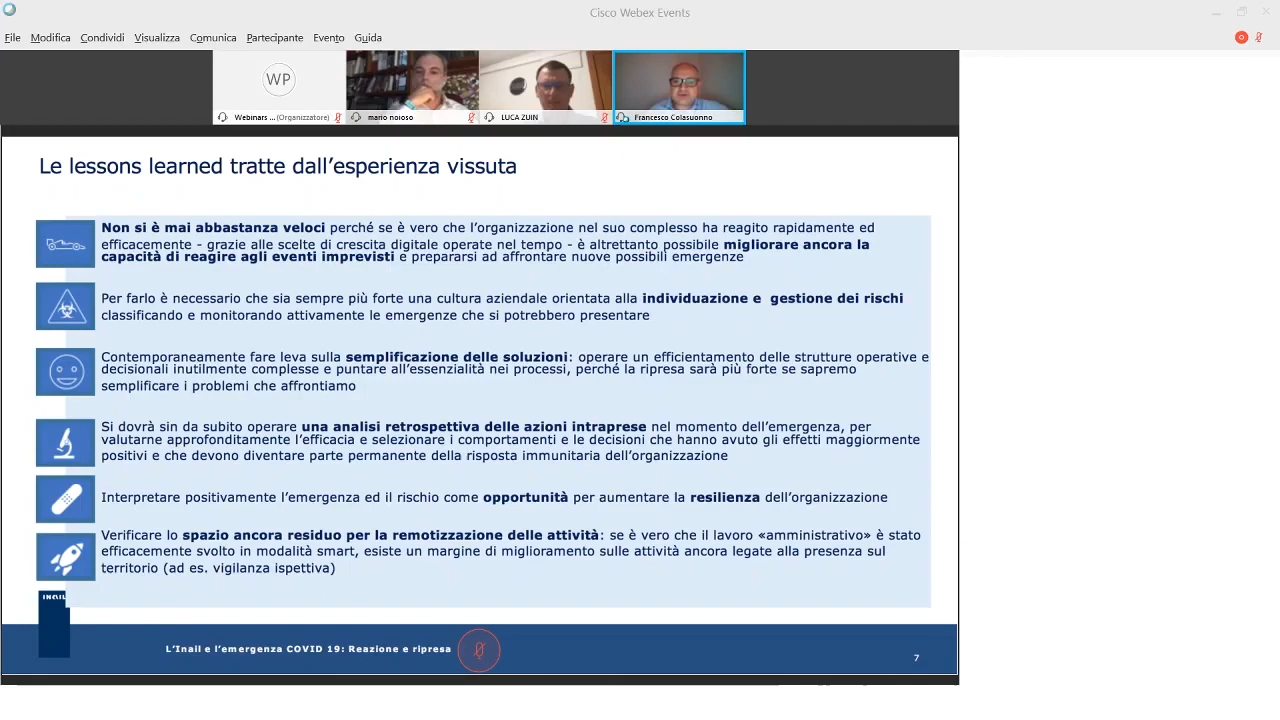 Cisco Webex Events
File Modifica Condividi Visualizza Comunica Partecipante Evento Guida
WP
Webinars ... (Organizzatore) mario noioso LUCA ZUIN Francesco Colasuonno
Le lessons learned tratte dall'esperienza vissuta
Non si è mai abbastanza veloci perché se è vero che l'organizzazione nel suo complesso ha reagito rapidamente ed
efficacemente - grazie alle scelte di crescita digitale operate nel tempo - è altrettanto possibile migliorare ancora la
capacità di reagire agli eventi imprevisti e prepararsi ad affrontare nuove possibili emergenze
Per farlo è necessario che sia sempre più forte una cultura aziendale orientata alla individuazione e gestione dei rischi
classificando e monitorando attivamente le emergenze che si potrebbero presentare
Contemporaneamente fare leva sulla semplificazione delle soluzioni: operare un efficientamento delle strutture operative e
decisionali inutilmente complesse e puntare all'essenzialità nei processi, perché la ripresa sarà più forte se sapremo
semplificare i problemi che affrontiamo
Si dovrà sin da subito operare una analisi retrospettiva delle azioni intraprese nel momento dell'emergenza, per
valutarne approfonditamente l'efficacia e selezionare i comportamenti e le decisioni che hanno avuto gli effetti maggiormente
positivi e che devono diventare parte permanente della risposta immunitaria dell'organizzazione
Interpretare positivamente l'emergenza ed il rischio come opportunità per aumentare la resilienza dell'organizzazione
Verificare lo spazio ancora residuo per la remotizzazione delle attività: se è vero che il lavoro «amministrativo» è stato
efficacemente svolto in modalità smart, esiste un margine di miglioramento sulle attività ancora legate alla presenza sul
territorio (ad es. vigilanza ispettiva)
INAIL
L'Inail e l'emergenza COVID 19: Reazione e ripresa
7